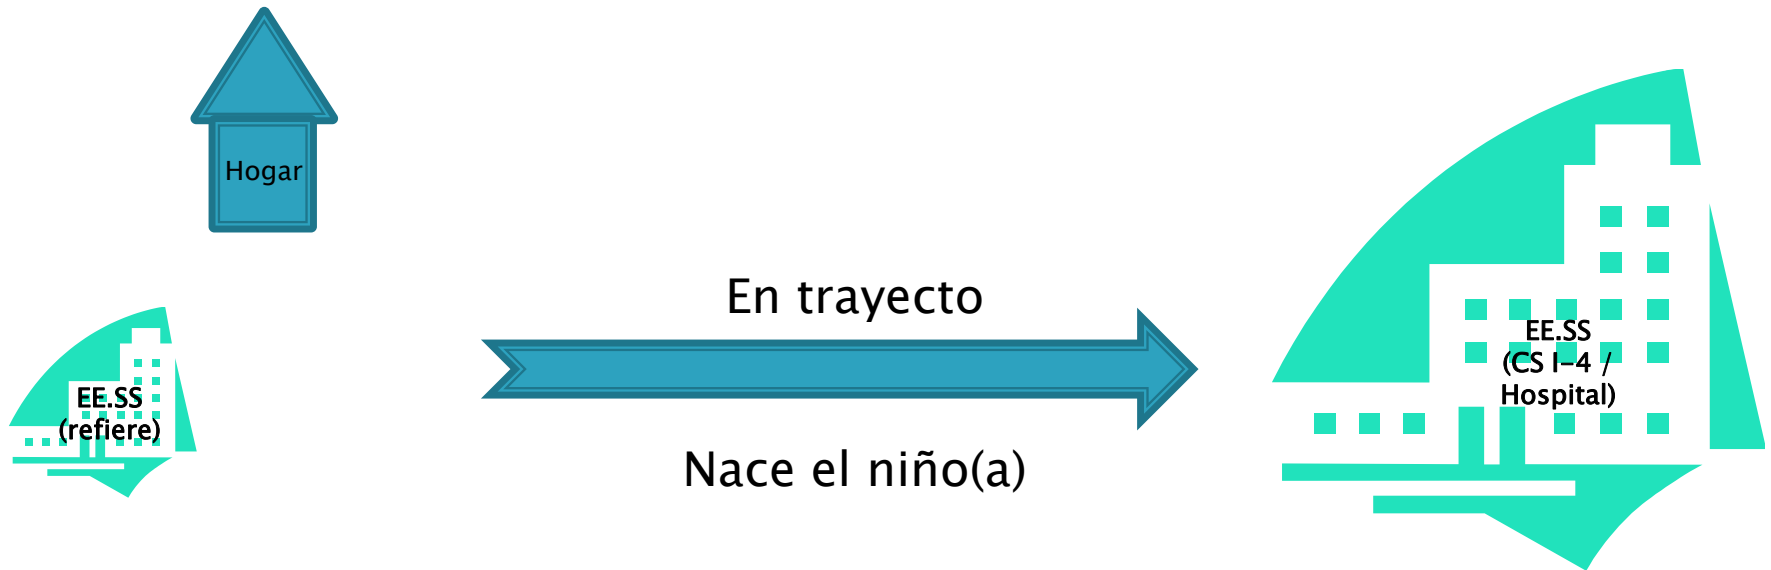 Hogar
En trayecto
EE.SS
(CS I-4 /
Hospital)
EE.SS
(refiere)
Nace el niño(a)